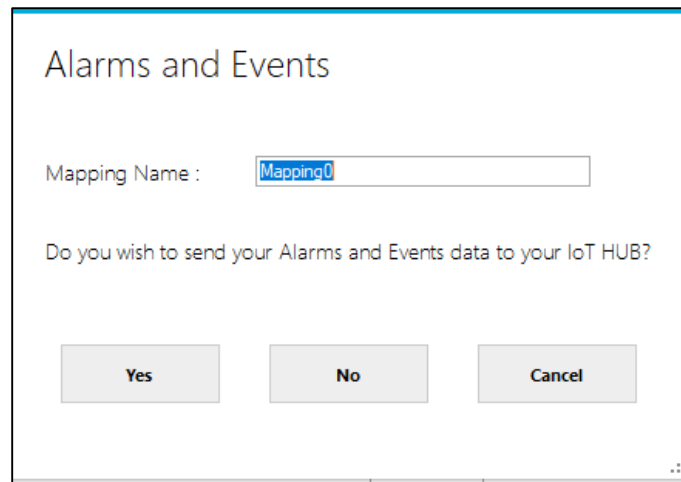 Alarms and Events
Mapping Name : Mapping0
Do you wish to send your Alarms and Events data to your IoT HUB?
Yes No Cancel